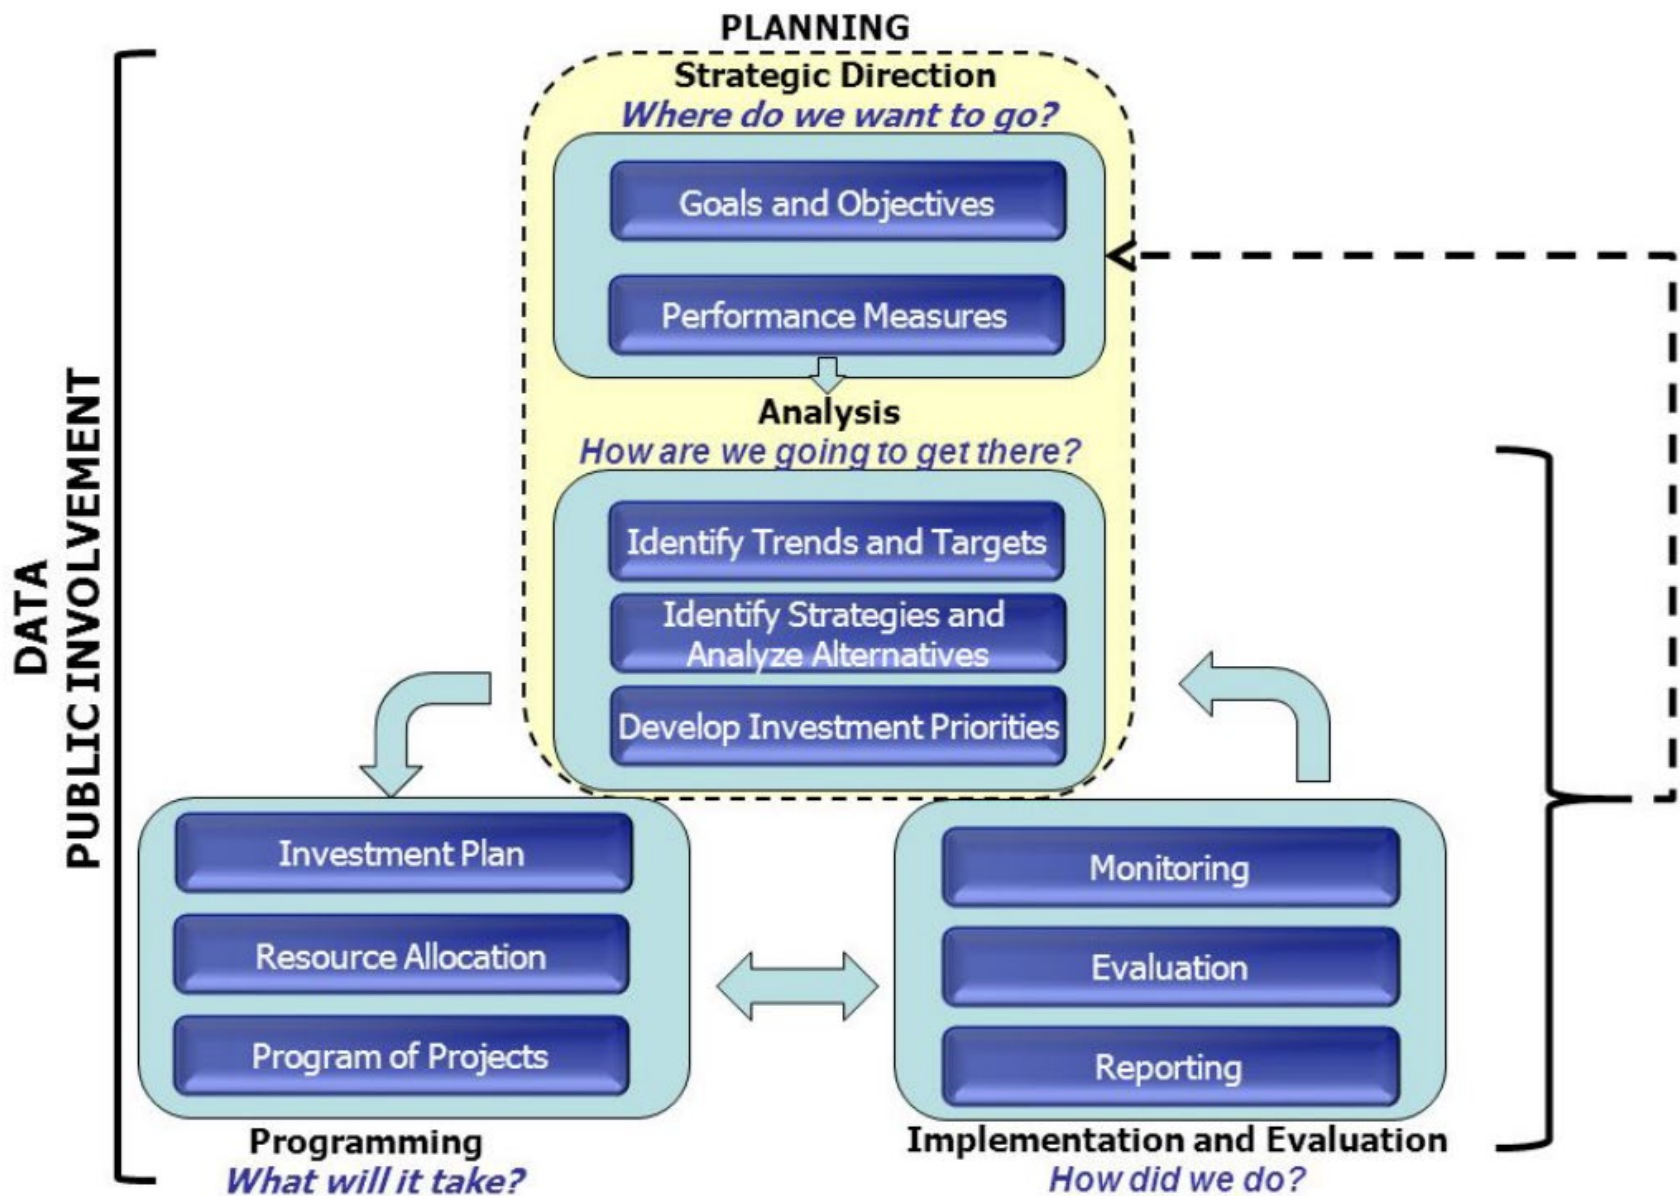 PLANNING
Strategic Direction
Where do we want to go?
Goals and Objectives
Performance Measures
Analysis
How are we going to get there?
Identify Trends and Targets
Identify Strategies and
Analyze Alternatives
Develop Investment Priorities
DATA
PUBLIC INVOLVEMENT
Investment Plan
Resource Allocation
Program of Projects
Programming
What will it take?
Monitoring
Evaluation
Reporting
Implementation and Evaluation
How did we do?